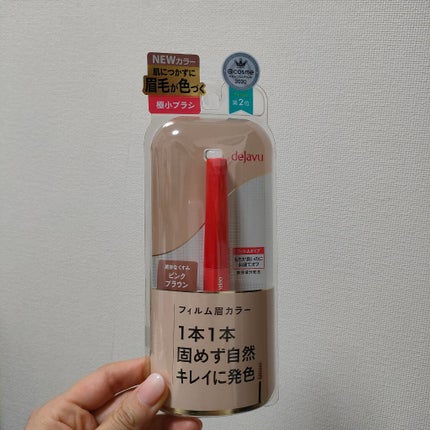 NEWカラー
肌につかずに
眉毛が色づく
極小ブラシ
@cosme
2020
第2位
dejavu
ピンク
ブラウン
フィルム眉カラー
1本1本
固めず自然
キレイに発色